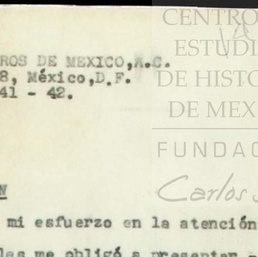 CENTRO
ESTUDI
DE HISTO
DE MEX
FUNDAC
Carlos S
ROS DE MEXICO,A.C.
8, México,D.F.
41 - 42.
N
mi esfuerzo en la atención
les me obligó a presentar